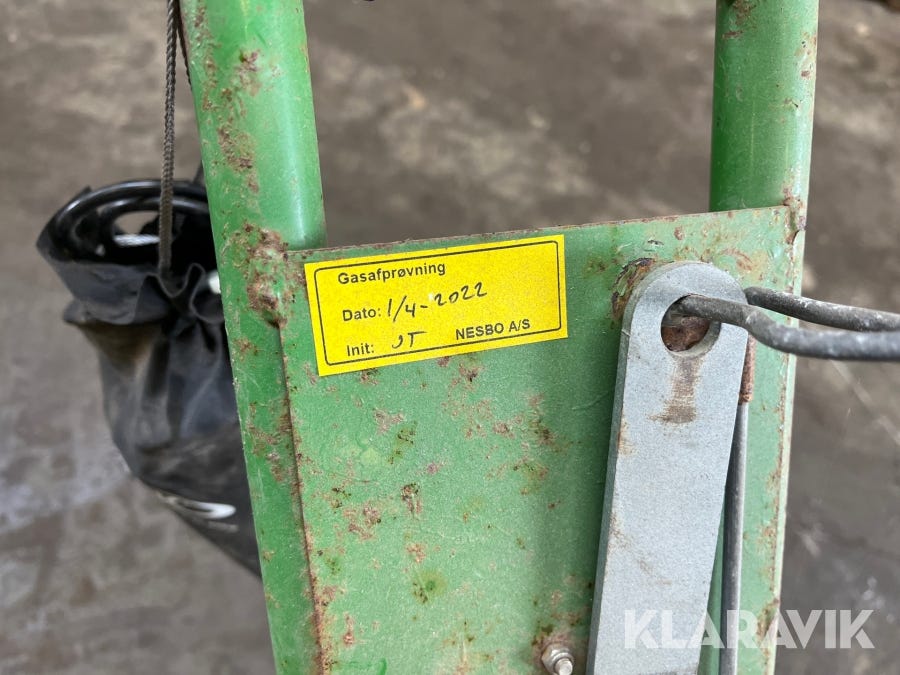 Gasafprøvning
Dato: 1/4-2022
Init: JT NESBO A/S
KLARAVIK